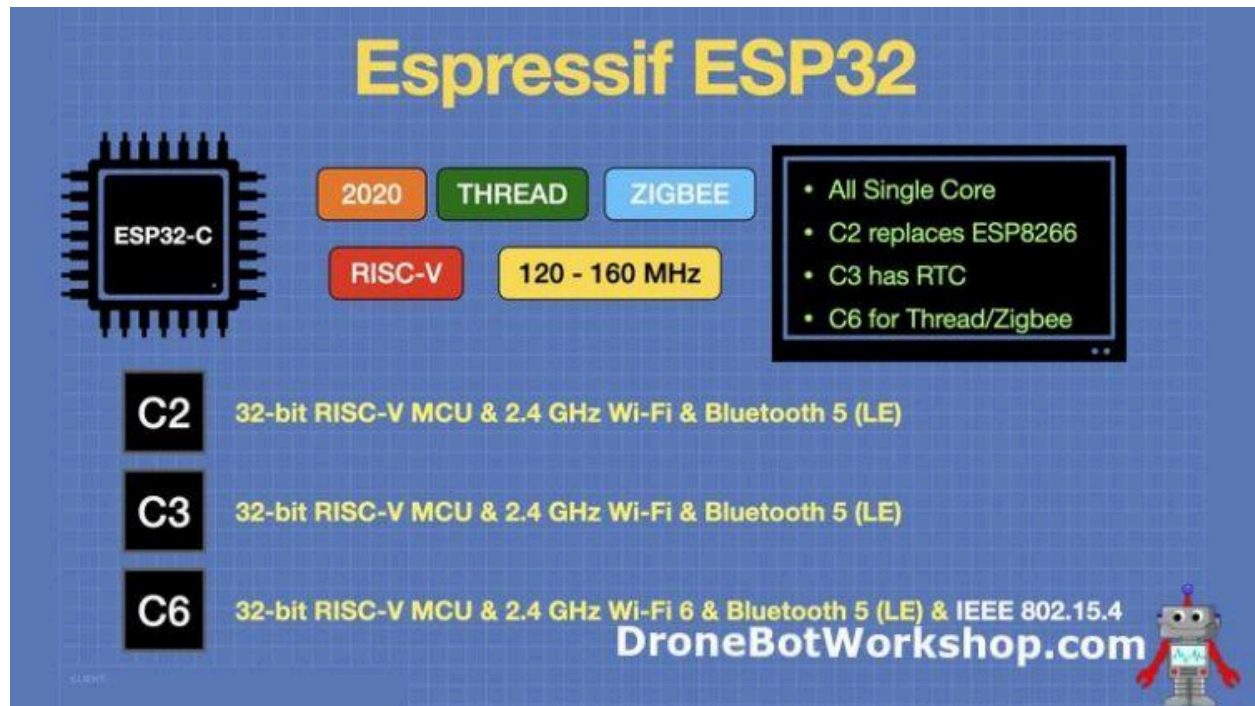 Espressif ESP32
ESP32-C
2020
THREAD
ZIGBEE
RISC-V
120 - 160 MHz
• All Single Core
• C2 replaces ESP8266
• C3 has RTC
• C6 for Thread/Zigbee
C2
32-bit RISC-V MCU & 2.4 GHz Wi-Fi & Bluetooth 5 (LE)
C3
32-bit RISC-V MCU & 2.4 GHz Wi-Fi & Bluetooth 5 (LE)
C6
32-bit RISC-V MCU & 2.4 GHz Wi-Fi 6 & Bluetooth 5 (LE) & IEEE 802.15.4
DroneBotWorkshop.com